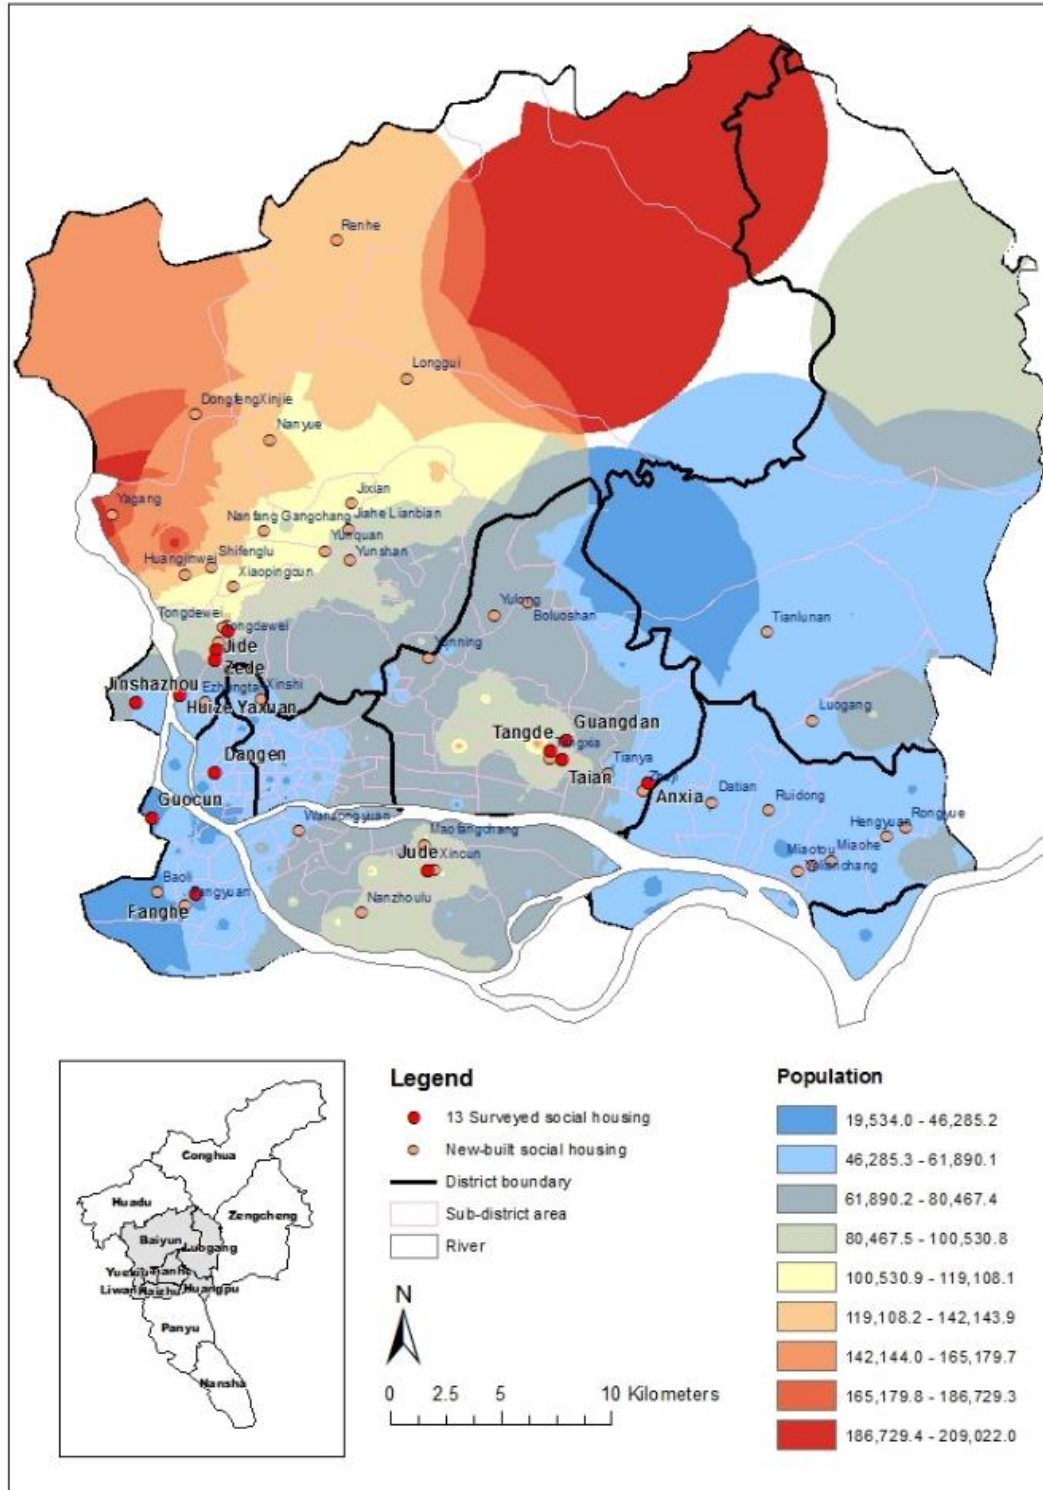 Renhe
Longgui
DongfengXinjie
Nanyue
Jixian
Yagang
Nanfang Gangchang
Jiahe Lianbian
Yunquan
Shifenglu
Yunshan
Huangjinwei
Xiaopingcun
Tongdewei
Tongdewei
Yulong
Boluoshan
Tianlunan
Jide
Yunning
Zede
Jinshazhou
Xinshi
Huize Yaxuan
Luogang
Tangde
Guangdan
Dangen
Tianya
Taian
Anxia
Datian
Ruidong
Guocun
Hengyuan
Rongyue
Maofangchang
Jude
Xincun
Miaotou
Miaohe
Baoli
Fanghe
Nanzhoulu
Legend
13 Surveyed social housing
New-built social housing
District boundary
Sub-district area
River
N
0 2.5 5 10 Kilometers
Population
19,534.0 - 46,285.2
46,285.3 - 61,890.1
61,890.2 - 80,467.4
80,467.5 - 100,530.8
100,530.9 - 119,108.1
119,108.2 - 142,143.9
142,144.0 - 165,179.7
165,179.8 - 186,729.3
186,729.4 - 209,022.0
Conghua
Huadu
Zengcheng
Baiyun
Luogang
Tianhe
Huangpu
Haizhu
Panyu
Nansha